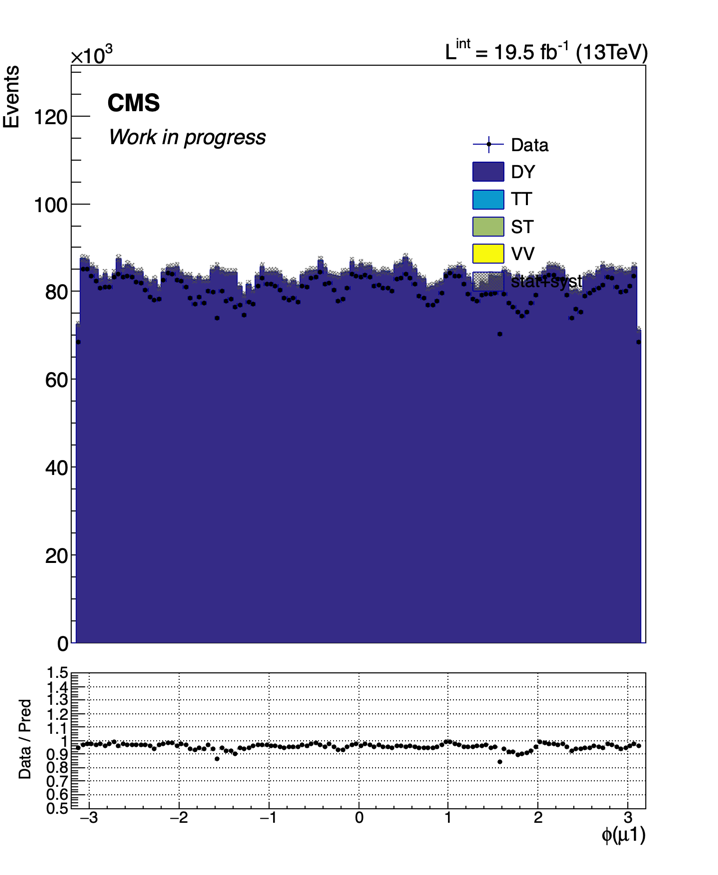 ×10³
L^int = 19.5 fb⁻¹ (13TeV)
Events
CMS
Work in progress
Data
DY
TT
ST
VV
stat+syst
120
100
80
60
40
20
0
Data / Pred
1.5
1.4
1.3
1.2
1.1
1
0.9
0.8
0.7
0.6
0.5
−3 −2 −1 0 1 2 3
ϕ(μ1)